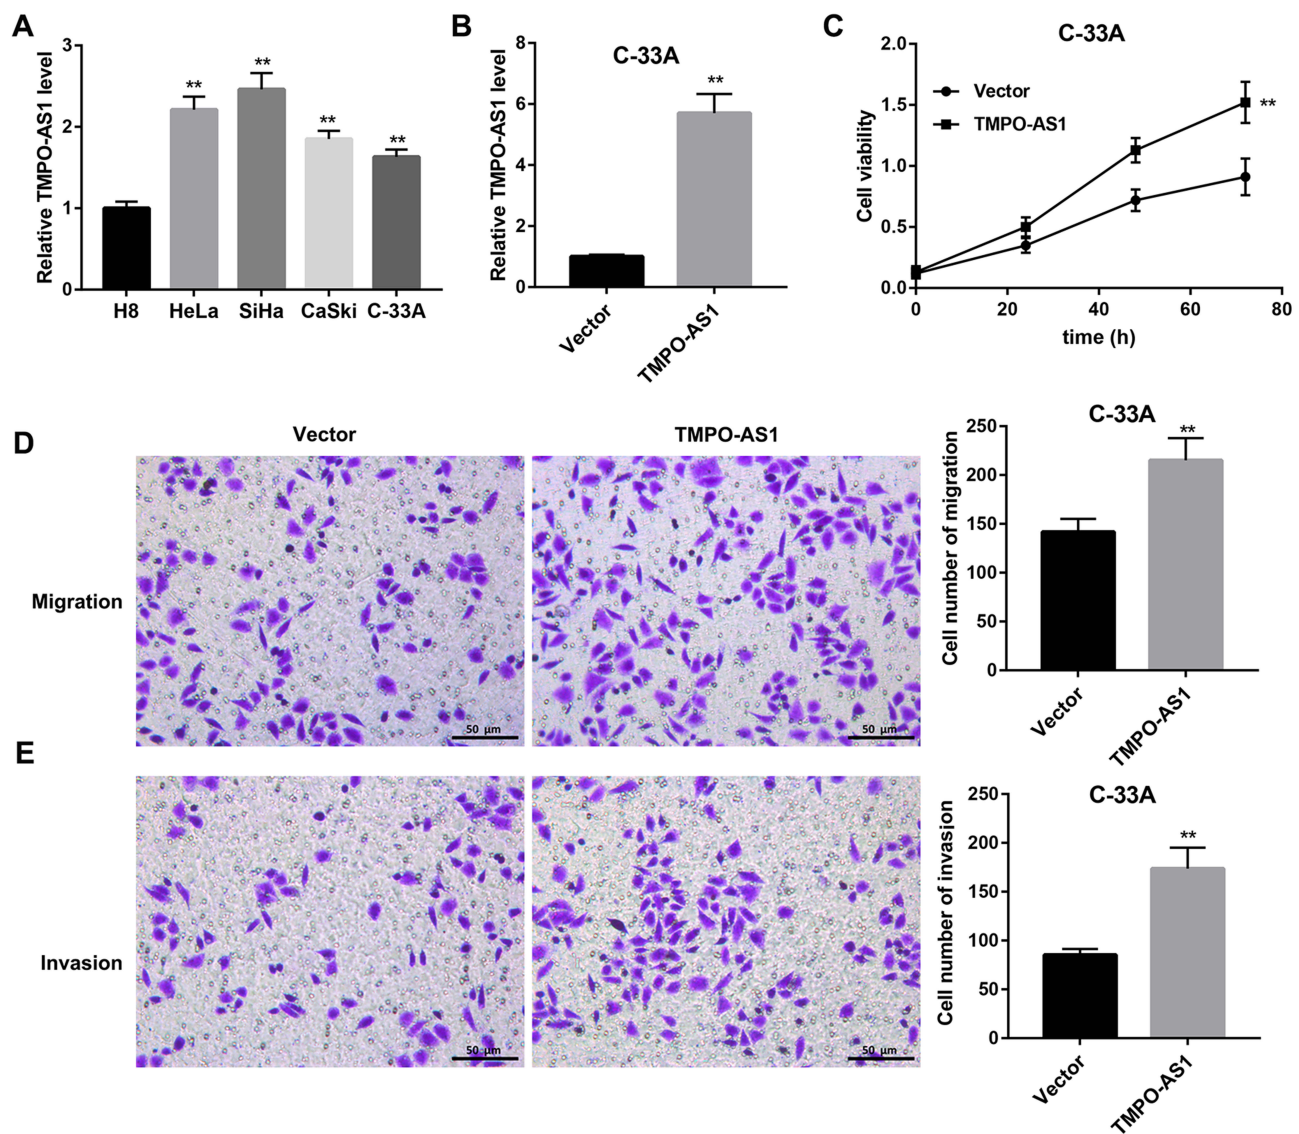 A
Relative TMPO-AS1 level
3
2
1
0
**
**
**
**
H8 HeLa SiHa CaSki C-33A
B
C-33A
Relative TMPO-AS1 level
8
6
4
2
0
**
Vector
TMPO-AS1
C
C-33A
Cell viability
2.0
1.5
1.0
0.5
0.0
Vector
TMPO-AS1
**
0 20 40 60 80
time (h)
D
Vector
TMPO-AS1
Migration
50 μm
50 μm
C-33A
Cell number of migration
250
200
150
100
50
0
**
Vector
TMPO-AS1
E
Invasion
50 μm
50 μm
C-33A
Cell number of invasion
250
200
150
100
50
0
**
Vector
TMPO-AS1